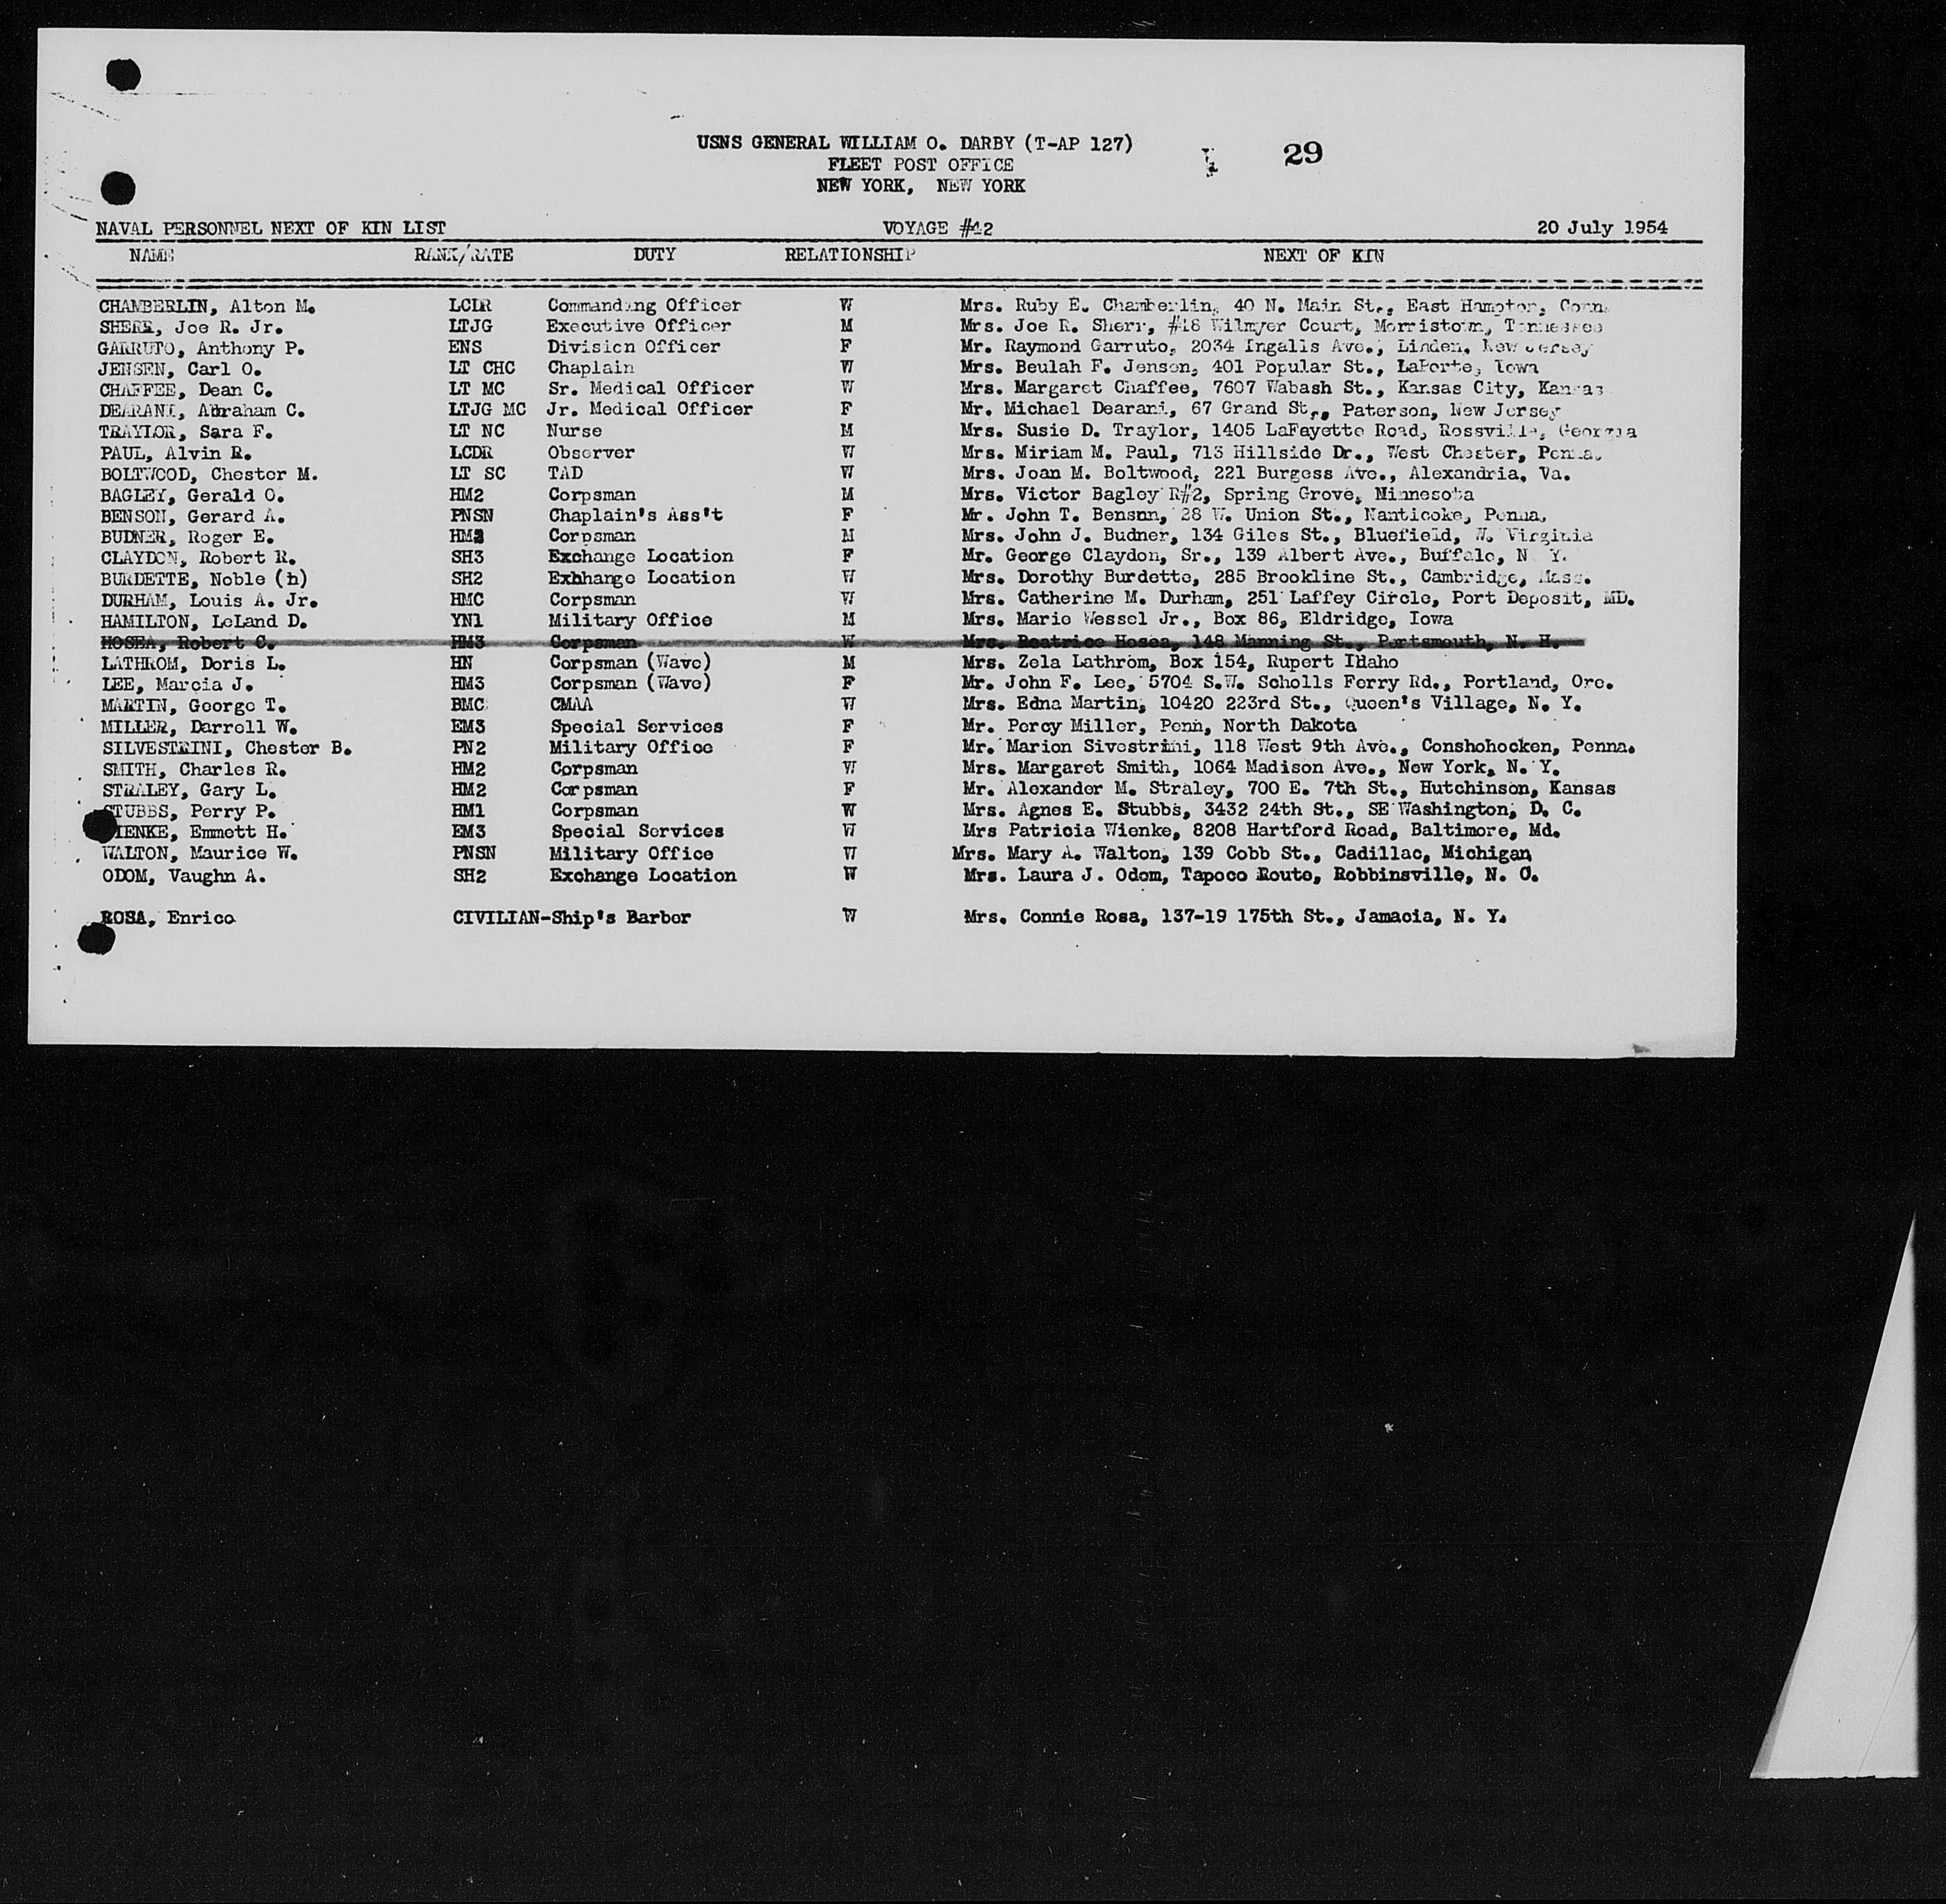 USNS GENERAL WILLIAM O. DARBY (T-AP 127)
29
FLEET POST OFFICE
NEW YORK, NEW YORK
NAVAL PERSONNEL NEXT OF KIN LIST VOYAGE #42 20 July 1954
NAME RANK/RATE DUTY RELATIONSHIP NEXT OF KIN
CHAMBERLIN, Alton M. LCDR Commanding Officer W Mrs. Ruby E. Chamberlin, 40 N. Main St., East Hampton, Conn.
SHERR, Joe R. Jr. LTJG Executive Officer M Mrs. Joe R. Sherr, #18 Wilmyer Court, Morristown, Tennessee
GARRUTO, Anthony P. ENS Division Officer F Mr. Raymond Garruto, 2034 Ingalls Ave., Linden, New Jersey
JENSEN, Carl O. LT CHC Chaplain W Mrs. Beulah F. Jensen, 401 Popular St., LaPorte, Iowa
CHAFFEE, Dean C. LT MC Sr. Medical Officer W Mrs. Margaret Chaffee, 7607 Wabash St., Kansas City, Kansas
DEARANI, Abraham C. LTJG MC Jr. Medical Officer F Mr. Michael Dearani, 67 Grand St., Paterson, New Jersey
TRAYLOR, Sara F. LT NC Nurse M Mrs. Susie D. Traylor, 1405 LaFayette Road, Rossville, Georgia
PAUL, Alvin R. LCDR Observer W Mrs. Miriam M. Paul, 713 Hillside Dr., West Chester, Penna.
BOLTWOOD, Chester M. LT SC TAD W Mrs. Joan M. Boltwood, 221 Burgess Ave., Alexandria, Va.
BAGLEY, Gerald O. HM2 Corpsman M Mrs. Victor Bagley R#2, Spring Grove, Minnesota
BENSON, Gerard A. PNSN Chaplain's Ass't F Mr. John T. Benson, 28 W. Union St., Nanticoke, Penna.
BUDNER, Roger E. HM3 Corpsman M Mrs. John J. Budner, 134 Giles St., Bluefield, W. Virginia
CLAYDON, Robert R. SH3 Exchange Location F Mr. George Claydon, Sr., 139 Albert Ave., Buffalo, N. Y.
BURDETTE, Noble (n) SH2 Exhhange Location W Mrs. Dorothy Burdette, 285 Brookline St., Cambridge, Mass.
DURHAM, Louis A. Jr. HMC Corpsman W Mrs. Catherine M. Durham, 251 Laffey Circle, Port Deposit, MD.
HAMILTON, LeLand D. YN1 Military Office M Mrs. Marie Wessel Jr., Box 86, Eldridge, Iowa
HOSEA, Robert C. HM3 Corpsman W Mrs. Beatrice Hosea, 148 Manning St., Portsmouth, N. H.
LATHROM, Doris L. HN Corpsman (Wave) M Mrs. Zela Lathrom, Box 154, Rupert Idaho
LEE, Marcia J. HM3 Corpsman (Wave) F Mr. John F. Lee, 5704 S.W. Scholls Ferry Rd., Portland, Ore.
MARTIN, George T. BMC CMAA W Mrs. Edna Martin, 10420 223rd St., Queen's Village, N. Y.
MILLER, Darrell W. EM3 Special Services F Mr. Percy Miller, Penn, North Dakota
SILVESTRINI, Chester B. PN2 Military Office F Mr. Marion Sivestrini, 118 West 9th Ave., Conshohocken, Penna.
SMITH, Charles R. HM2 Corpsman W Mrs. Margaret Smith, 1064 Madison Ave., New York, N. Y.
STRALEY, Gary L. HM2 Corpsman F Mr. Alexander M. Straley, 700 E. 7th St., Hutchinson, Kansas
STUBBS, Perry P. HM1 Corpsman W Mrs. Agnes E. Stubbs, 3432 24th St., SE Washington, D. C.
WIENKE, Emmett H. EM3 Special Services W Mrs Patricia Wienke, 8208 Hartford Road, Baltimore, Md.
WALTON, Maurice W. PNSN Military Office W Mrs. Mary A. Walton, 139 Cobb St., Cadillac, Michigan
ODOM, Vaughn A. SH2 Exchange Location W Mrs. Laura J. Odom, Tapoco Route, Robbinsville, N. C.
ROSA, Enrico CIVILIAN-Ship's Barber W Mrs. Connie Rosa, 137-19 175th St., Jamacia, N. Y.